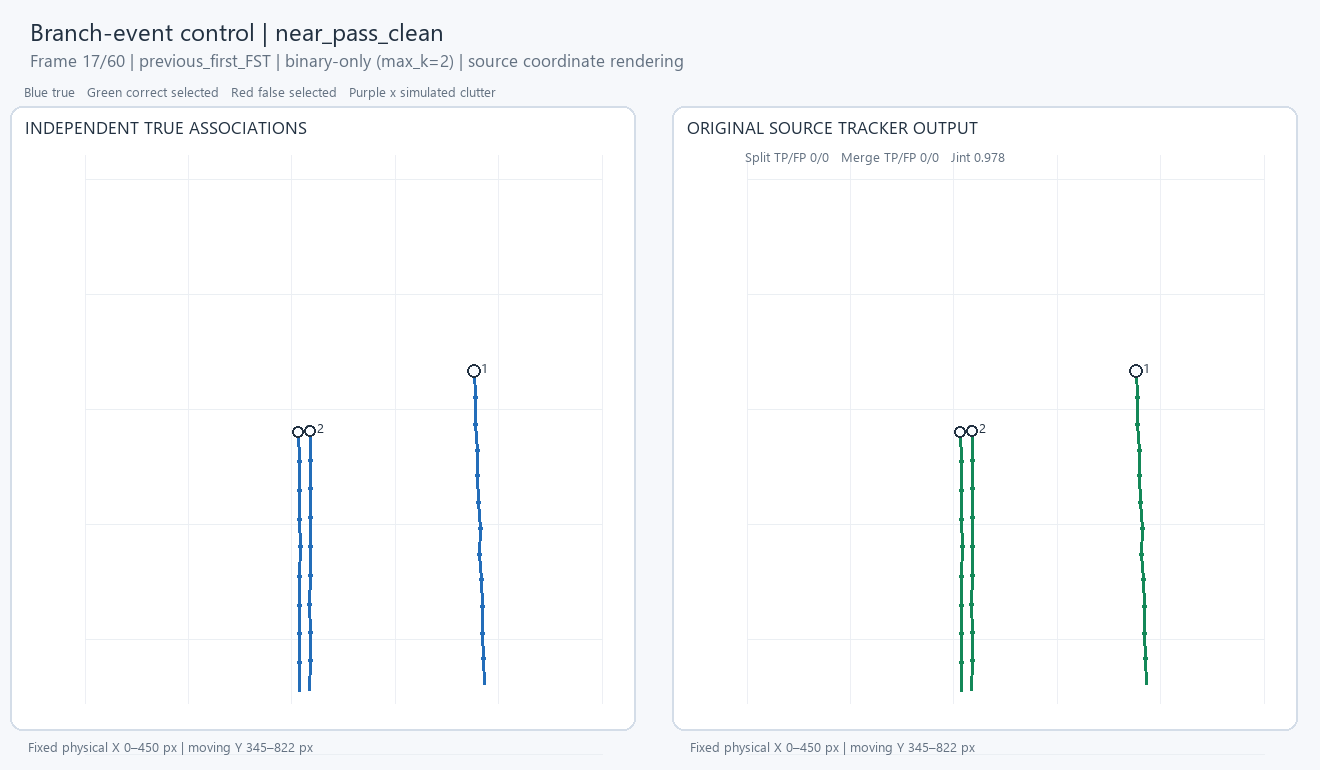 Branch-event control | near_pass_clean
Frame 17/60 | previous_first_FST | binary-only (max_k=2) | source coordinate rendering
Blue true Green correct selected Red false selected Purple x simulated clutter
INDEPENDENT TRUE ASSOCIATIONS
1
2
Fixed physical X 0–450 px | moving Y 345–822 px
ORIGINAL SOURCE TRACKER OUTPUT
Split TP/FP 0/0 Merge TP/FP 0/0 Jint 0.978
1
2
Fixed physical X 0–450 px | moving Y 345–822 px